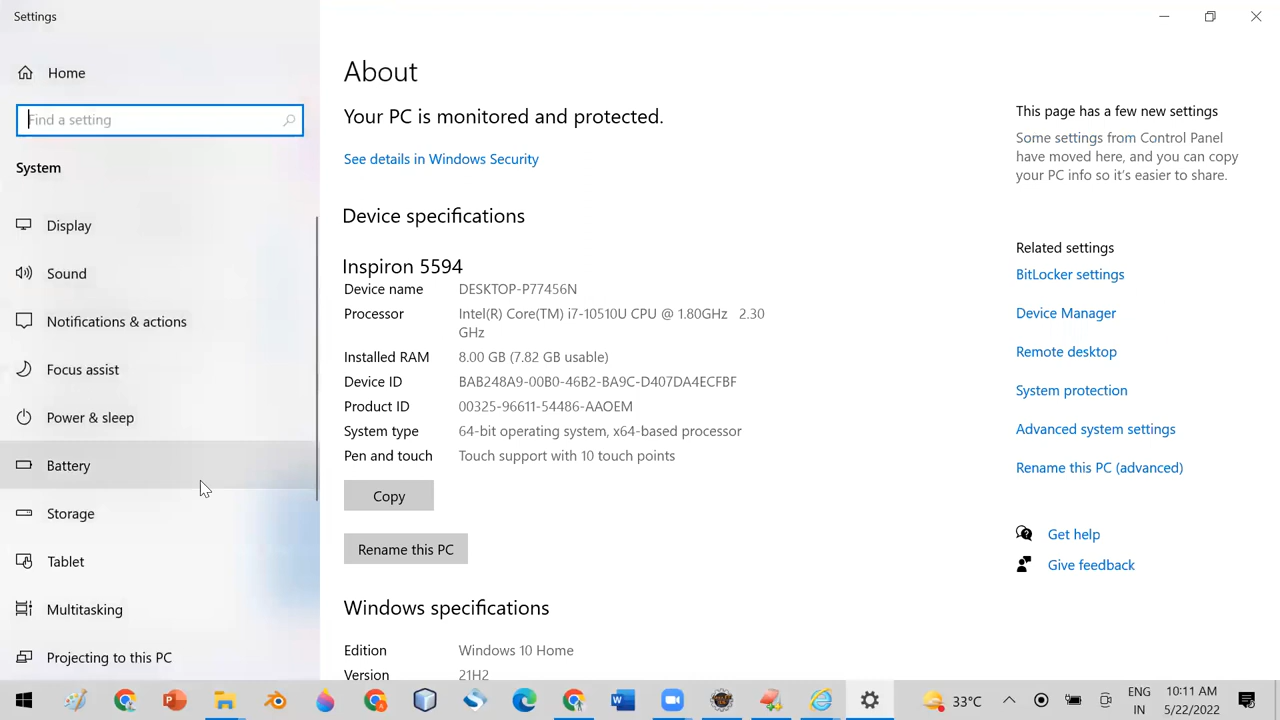 Settings
Home
Find a setting
System
Display
Sound
Notifications & actions
Focus assist
Power & sleep
Battery
Storage
Tablet
Multitasking
Projecting to this PC
About
Your PC is monitored and protected.
See details in Windows Security
Device specifications
Inspiron 5594
Device name DESKTOP-P77456N
Processor Intel(R) Core(TM) i7-10510U CPU @ 1.80GHz 2.30
GHz
Installed RAM 8.00 GB (7.82 GB usable)
Device ID BAB248A9-00B0-46B2-BA9C-D407DA4ECFBF
Product ID 00325-96611-54486-AAOEM
System type 64-bit operating system, x64-based processor
Pen and touch Touch support with 10 touch points
Copy
Rename this PC
Windows specifications
Edition Windows 10 Home
Version 21H2
This page has a few new settings
Some settings from Control Panel
have moved here, and you can copy
your PC info so it's easier to share.
Related settings
BitLocker settings
Device Manager
Remote desktop
System protection
Advanced system settings
Rename this PC (advanced)
Get help
Give feedback
33°C
ENG
IN
10:11 AM
5/22/2022